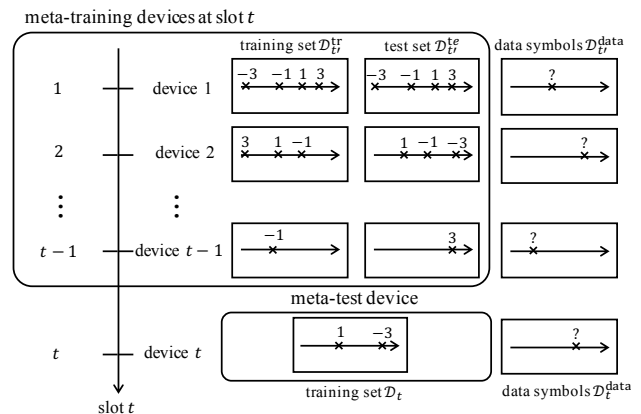 meta-training devices at slot t
training set 𝒟_{t′}^{tr} test set 𝒟_{t′}^{te} data symbols 𝒟_{t′}^{data}
1 device 1 −3 −1 1 3 −3 −1 1 3 ?
2 device 2 3 1 −1 1 −1 −3 ?
⋮ ⋮
t − 1 device t − 1 −1 3 ?
meta-test device
t device t 1 −3 ?
training set 𝒟_t data symbols 𝒟_t^{data}
slot t